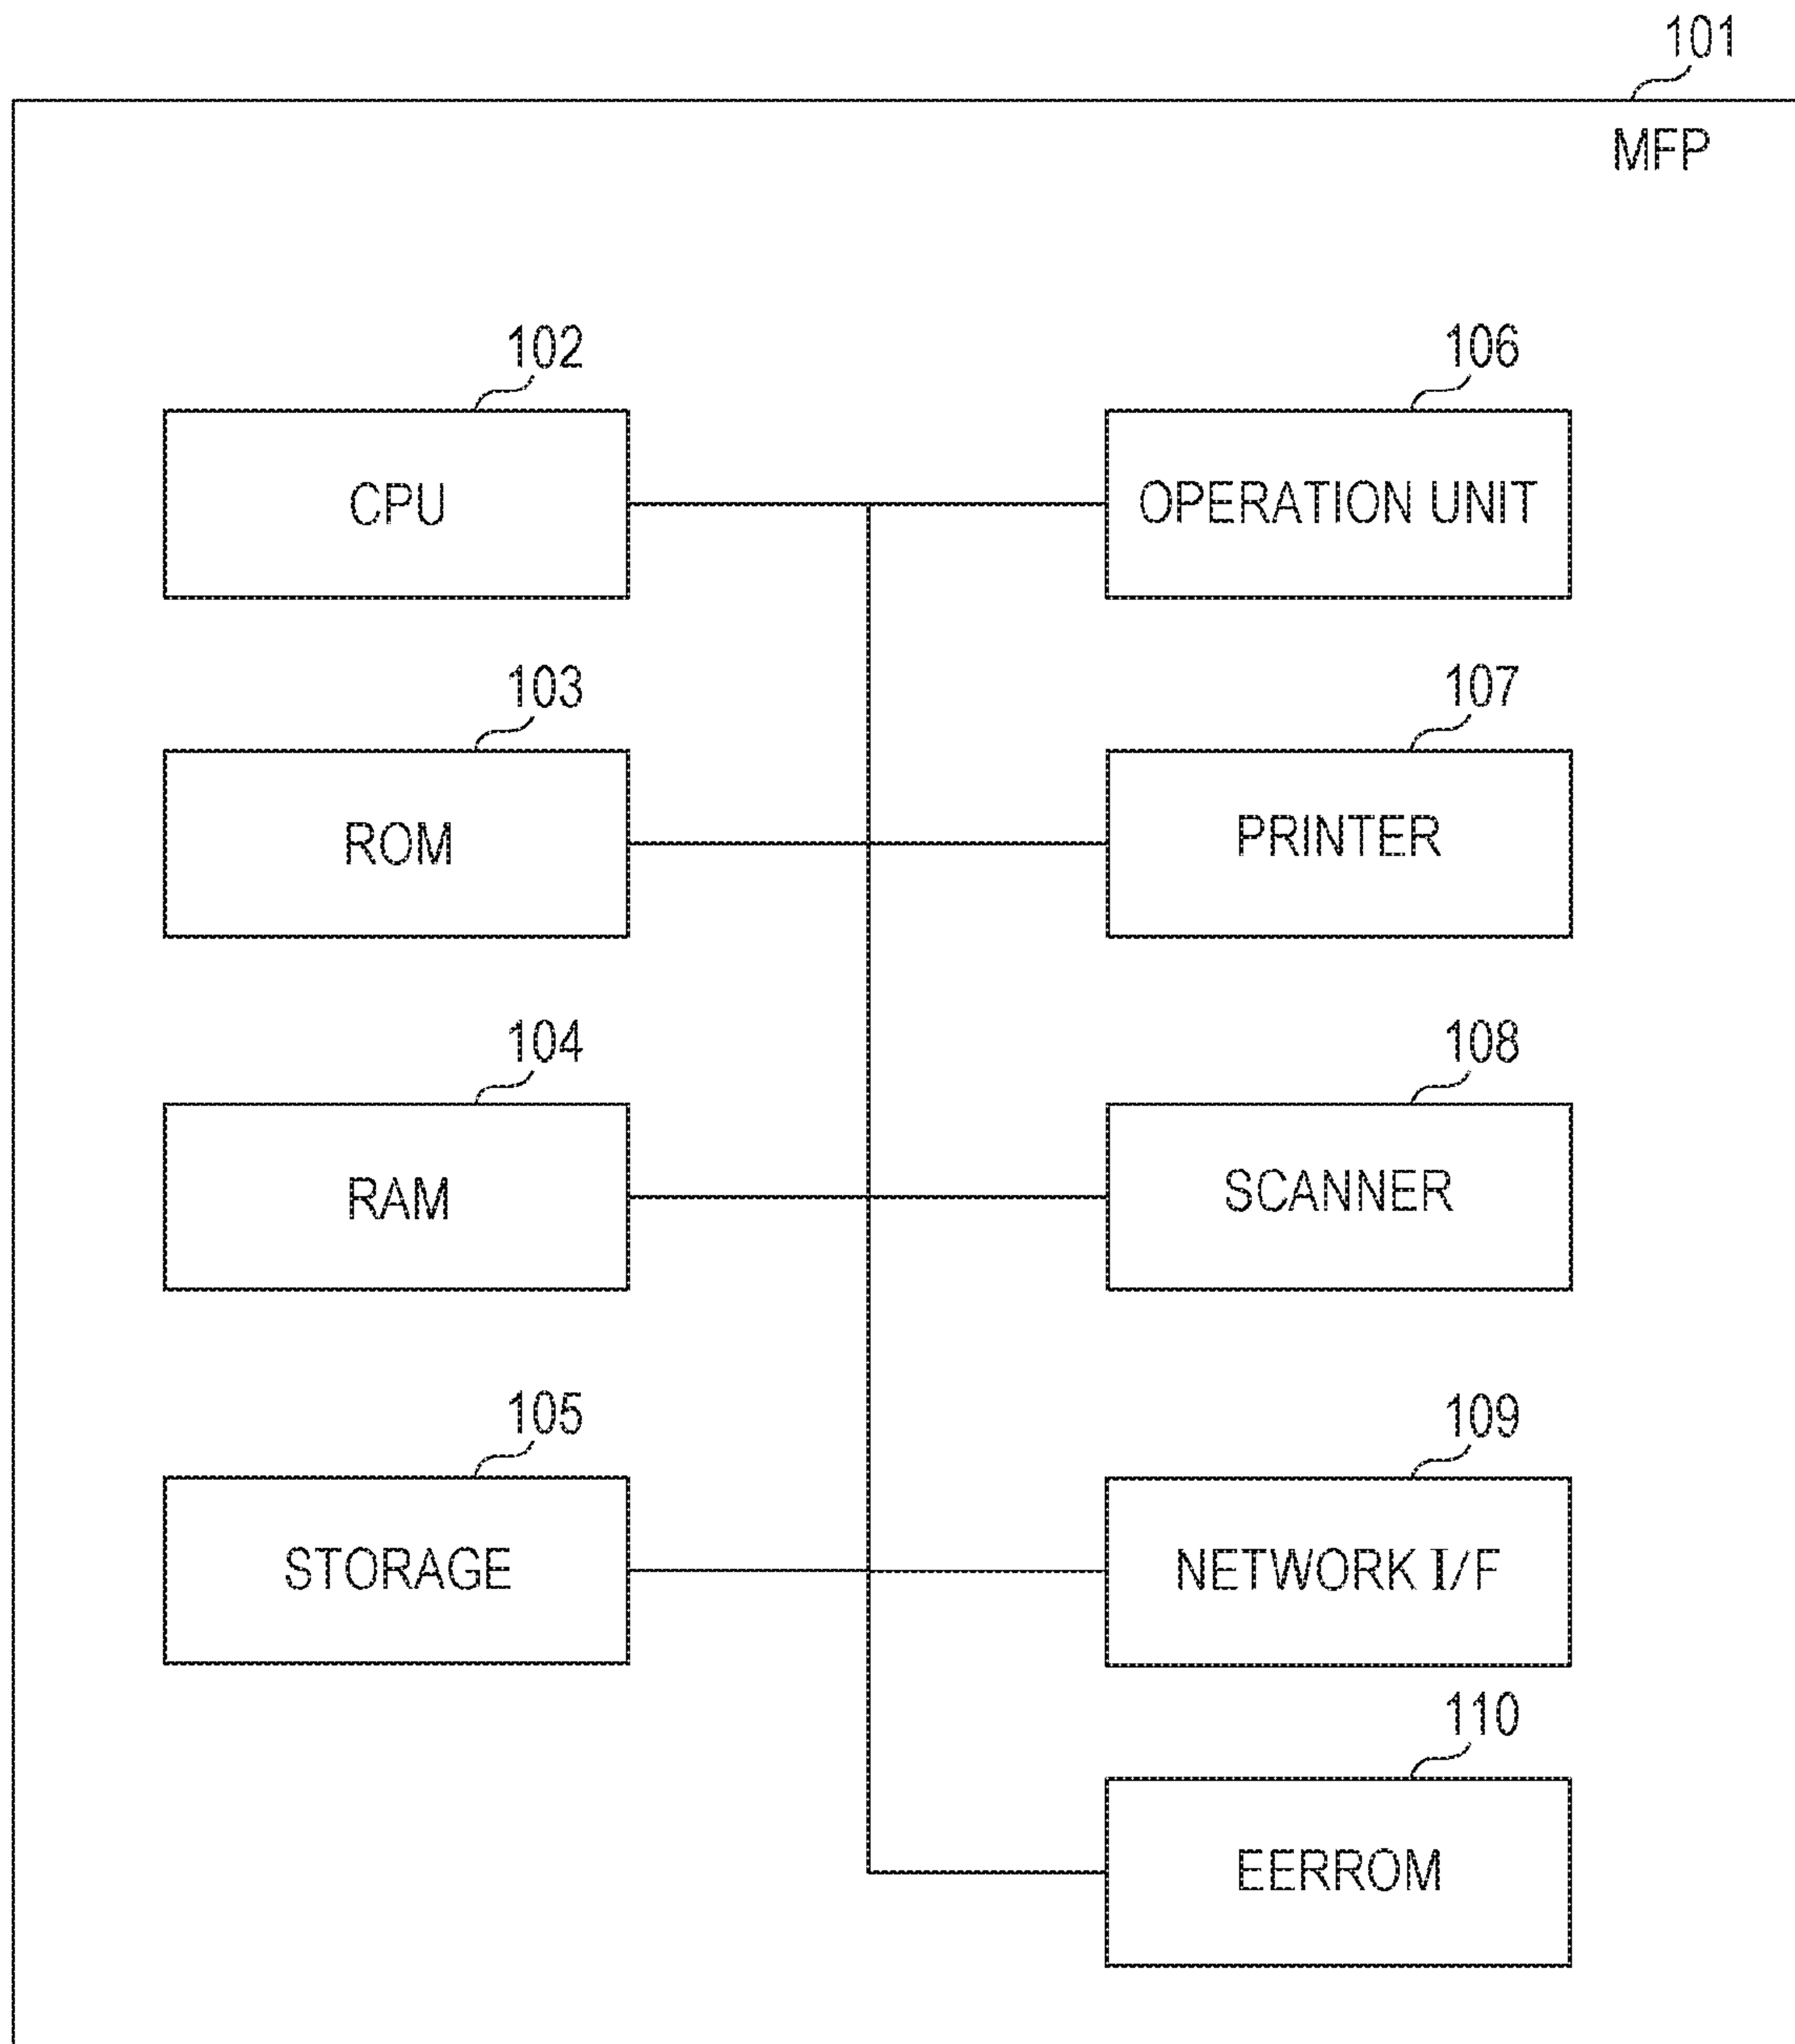 101
MFP
102
CPU
106
OPERATION UNIT
103
ROM
107
PRINTER
104
RAM
108
SCANNER
105
STORAGE
109
NETWORK I/F
110
EERROM